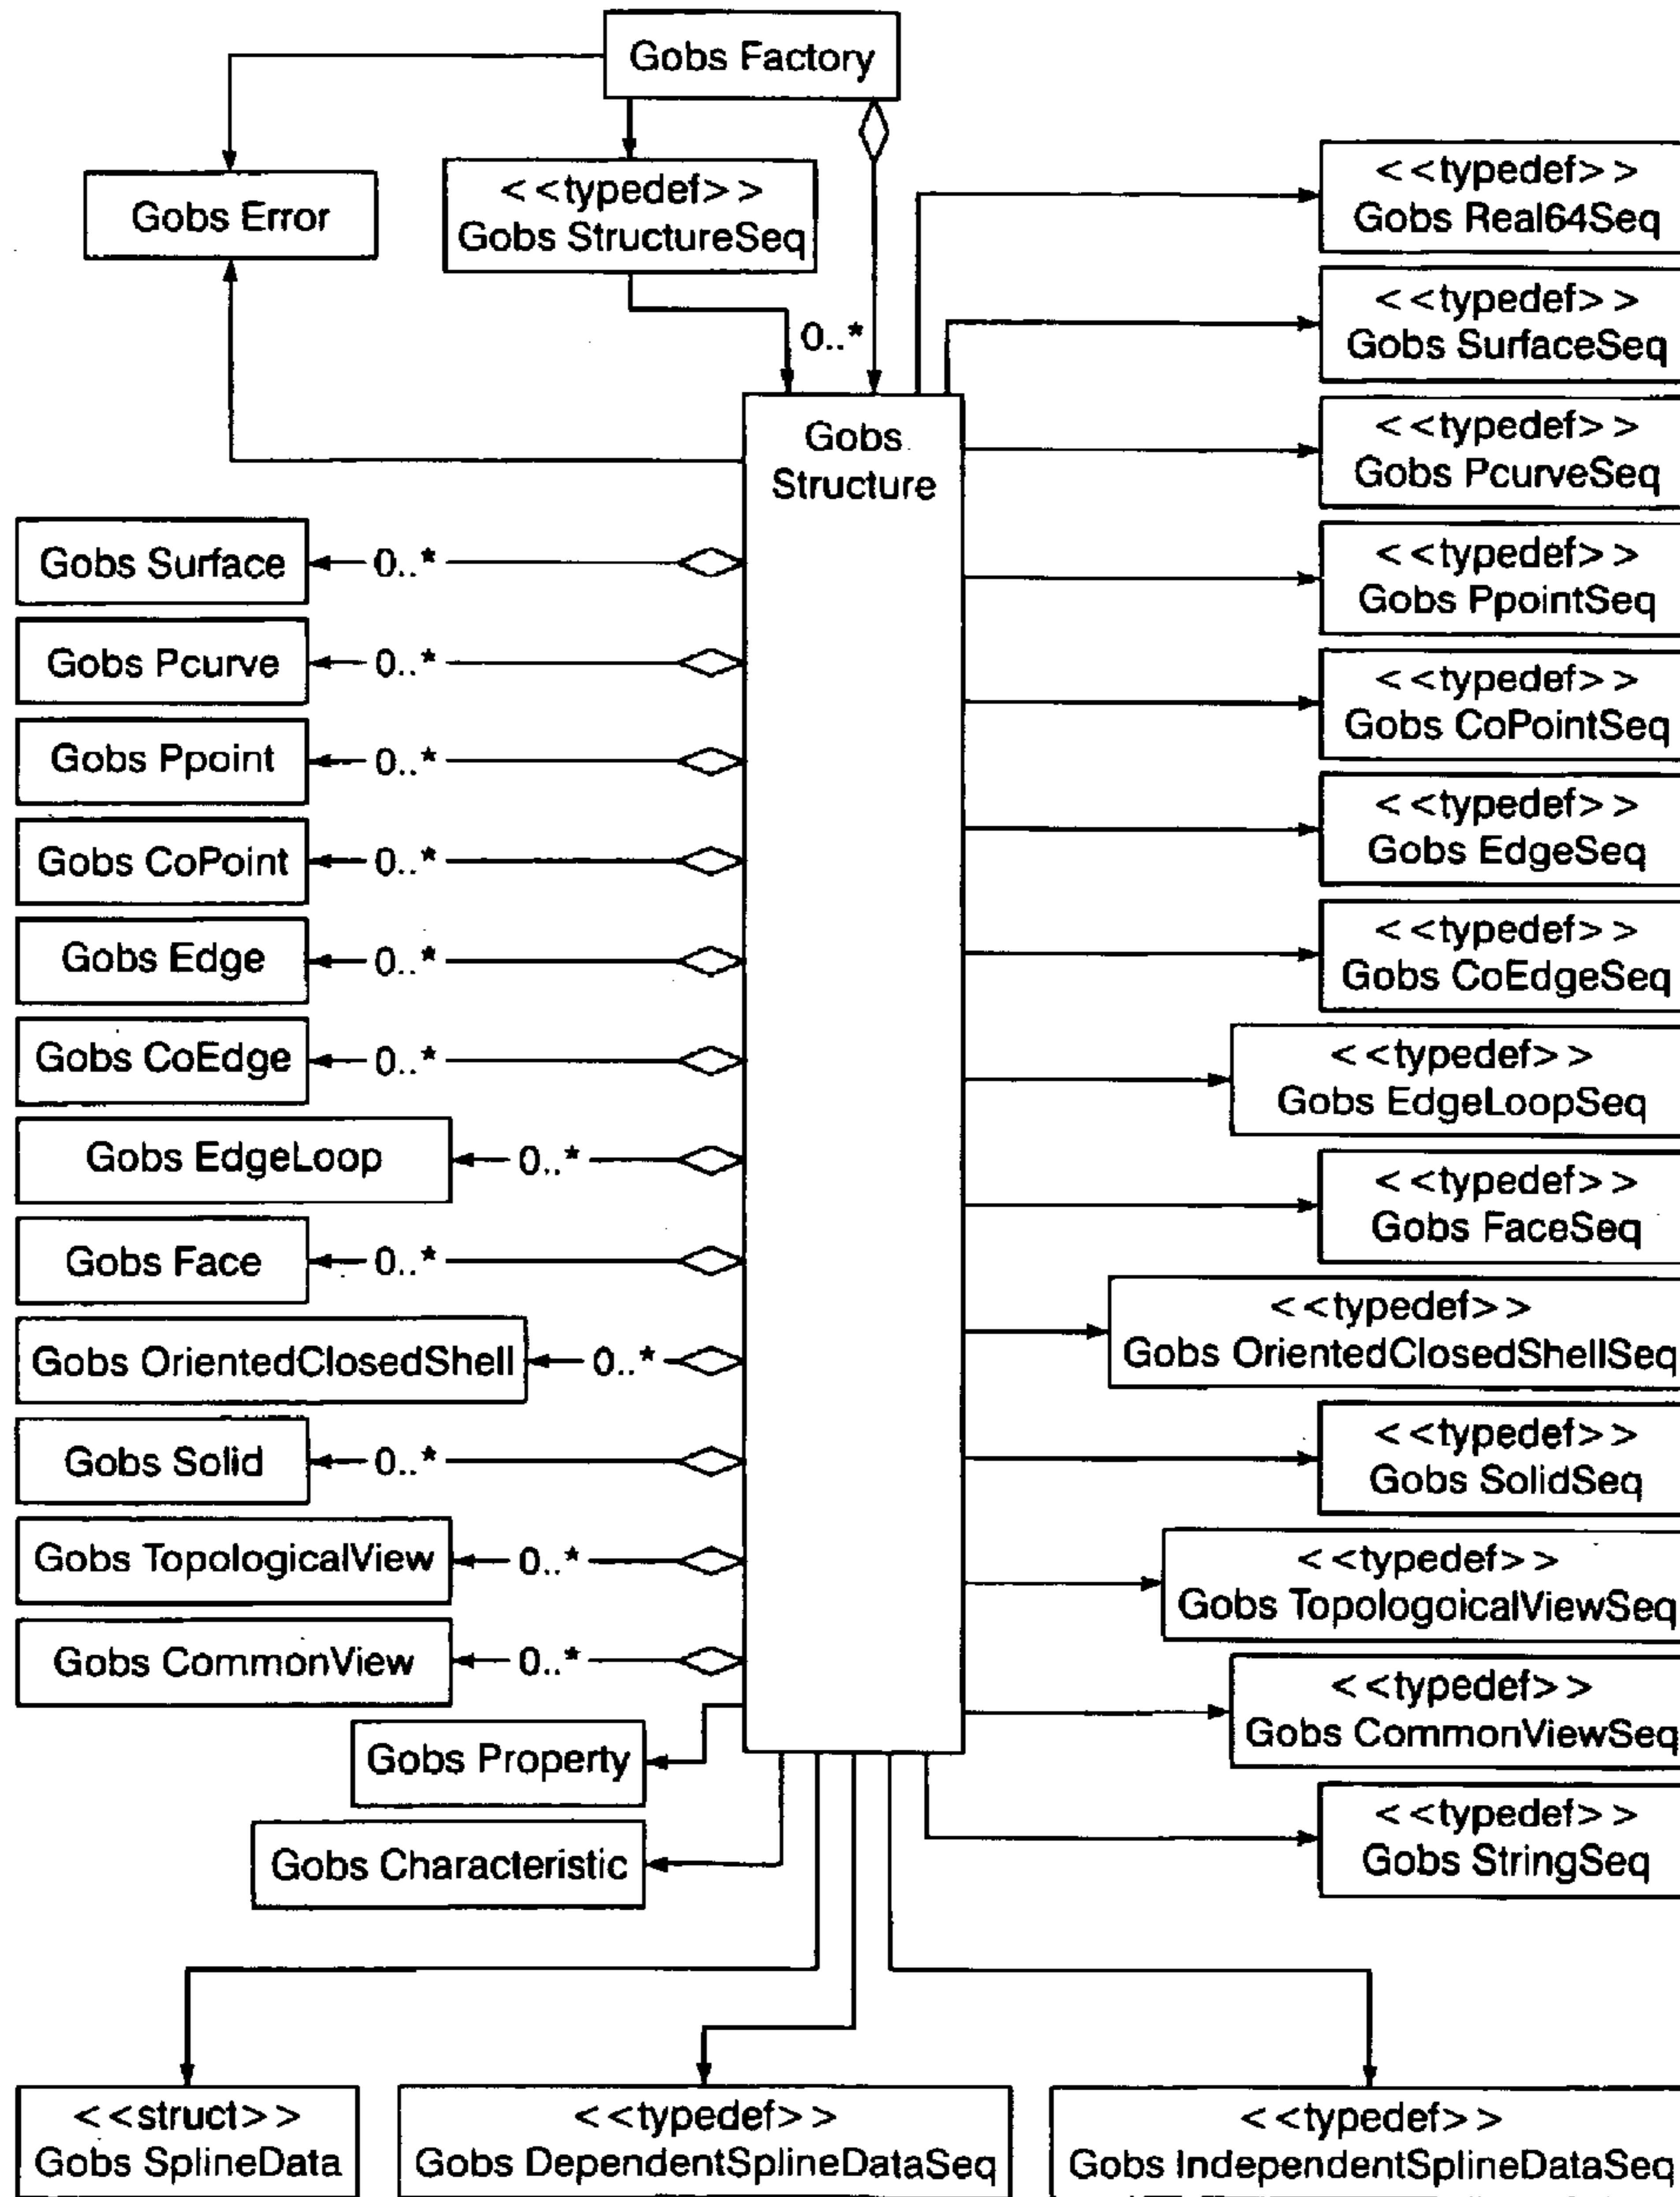 Gobs Factory
Gobs Error
<<typedef>>
Gobs StructureSeq
0..*
Gobs
Structure
Gobs Surface
0..*
Gobs Pcurve
0..*
Gobs Ppoint
0..*
Gobs CoPoint
0..*
Gobs Edge
0..*
Gobs CoEdge
0..*
Gobs EdgeLoop
0..*
Gobs Face
0..*
Gobs OrientedClosedShell
0..*
Gobs Solid
0..*
Gobs TopologicalView
0..*
Gobs CommonView
0..*
Gobs Property
Gobs Characteristic
<<typedef>>
Gobs Real64Seq
<<typedef>>
Gobs SurfaceSeq
<<typedef>>
Gobs PcurveSeq
<<typedef>>
Gobs PpointSeq
<<typedef>>
Gobs CoPointSeq
<<typedef>>
Gobs EdgeSeq
<<typedef>>
Gobs CoEdgeSeq
<<typedef>>
Gobs EdgeLoopSeq
<<typedef>>
Gobs FaceSeq
<<typedef>>
Gobs OrientedClosedShellSeq
<<typedef>>
Gobs SolidSeq
<<typedef>>
Gobs TopologoicalViewSeq
<<typedef>>
Gobs CommonViewSeq
<<typedef>>
Gobs StringSeq
<<struct>>
Gobs SplineData
<<typedef>>
Gobs DependentSplineDataSeq
<<typedef>>
Gobs IndependentSplineDataSeq